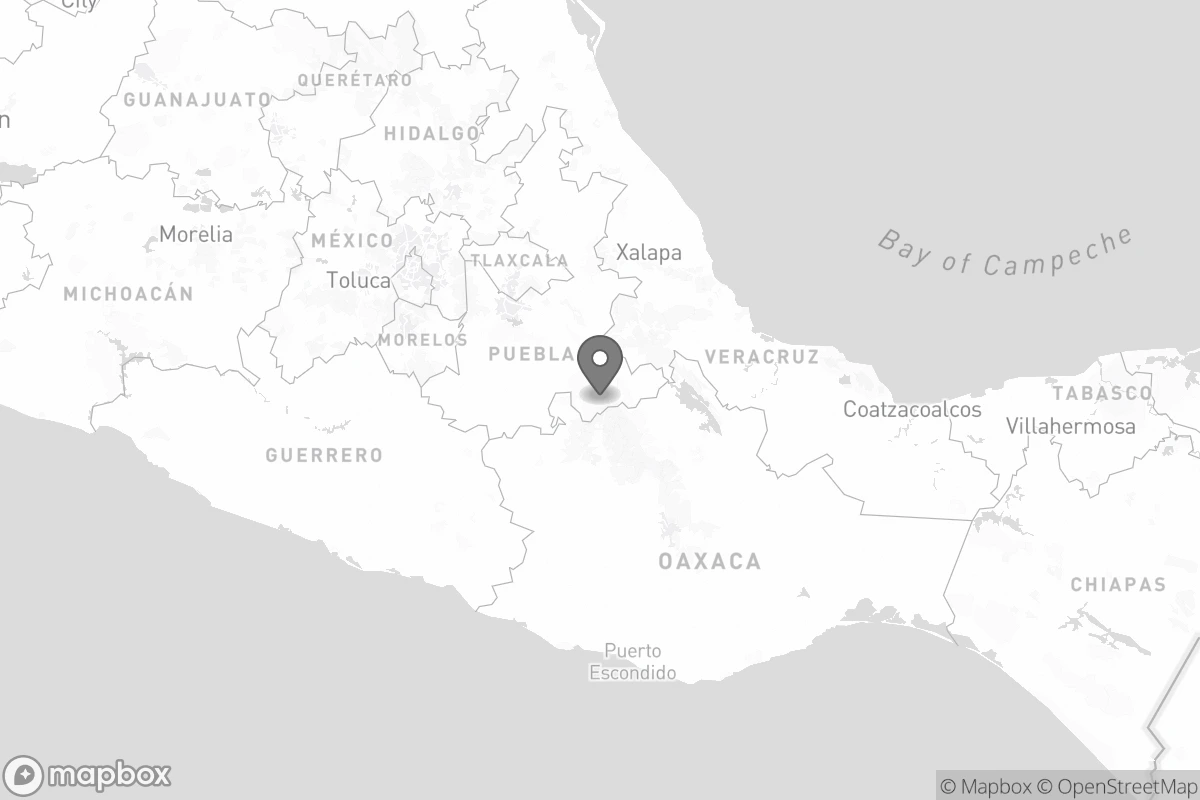 City
QUERÉTARO
GUANAJUATO
n
HIDALGO
Morelia
MÉXICO
Xalapa
Bay of Campeche
TLAXCALA
Toluca
MICHOACÁN
MORELOS
PUEBLA
VERACRUZ
TABASCO
Coatzacoalcos
Villahermosa
GUERRERO
OAXACA
CHIAPAS
Puerto
Escondido
mapbox
© Mapbox © OpenStreetMap